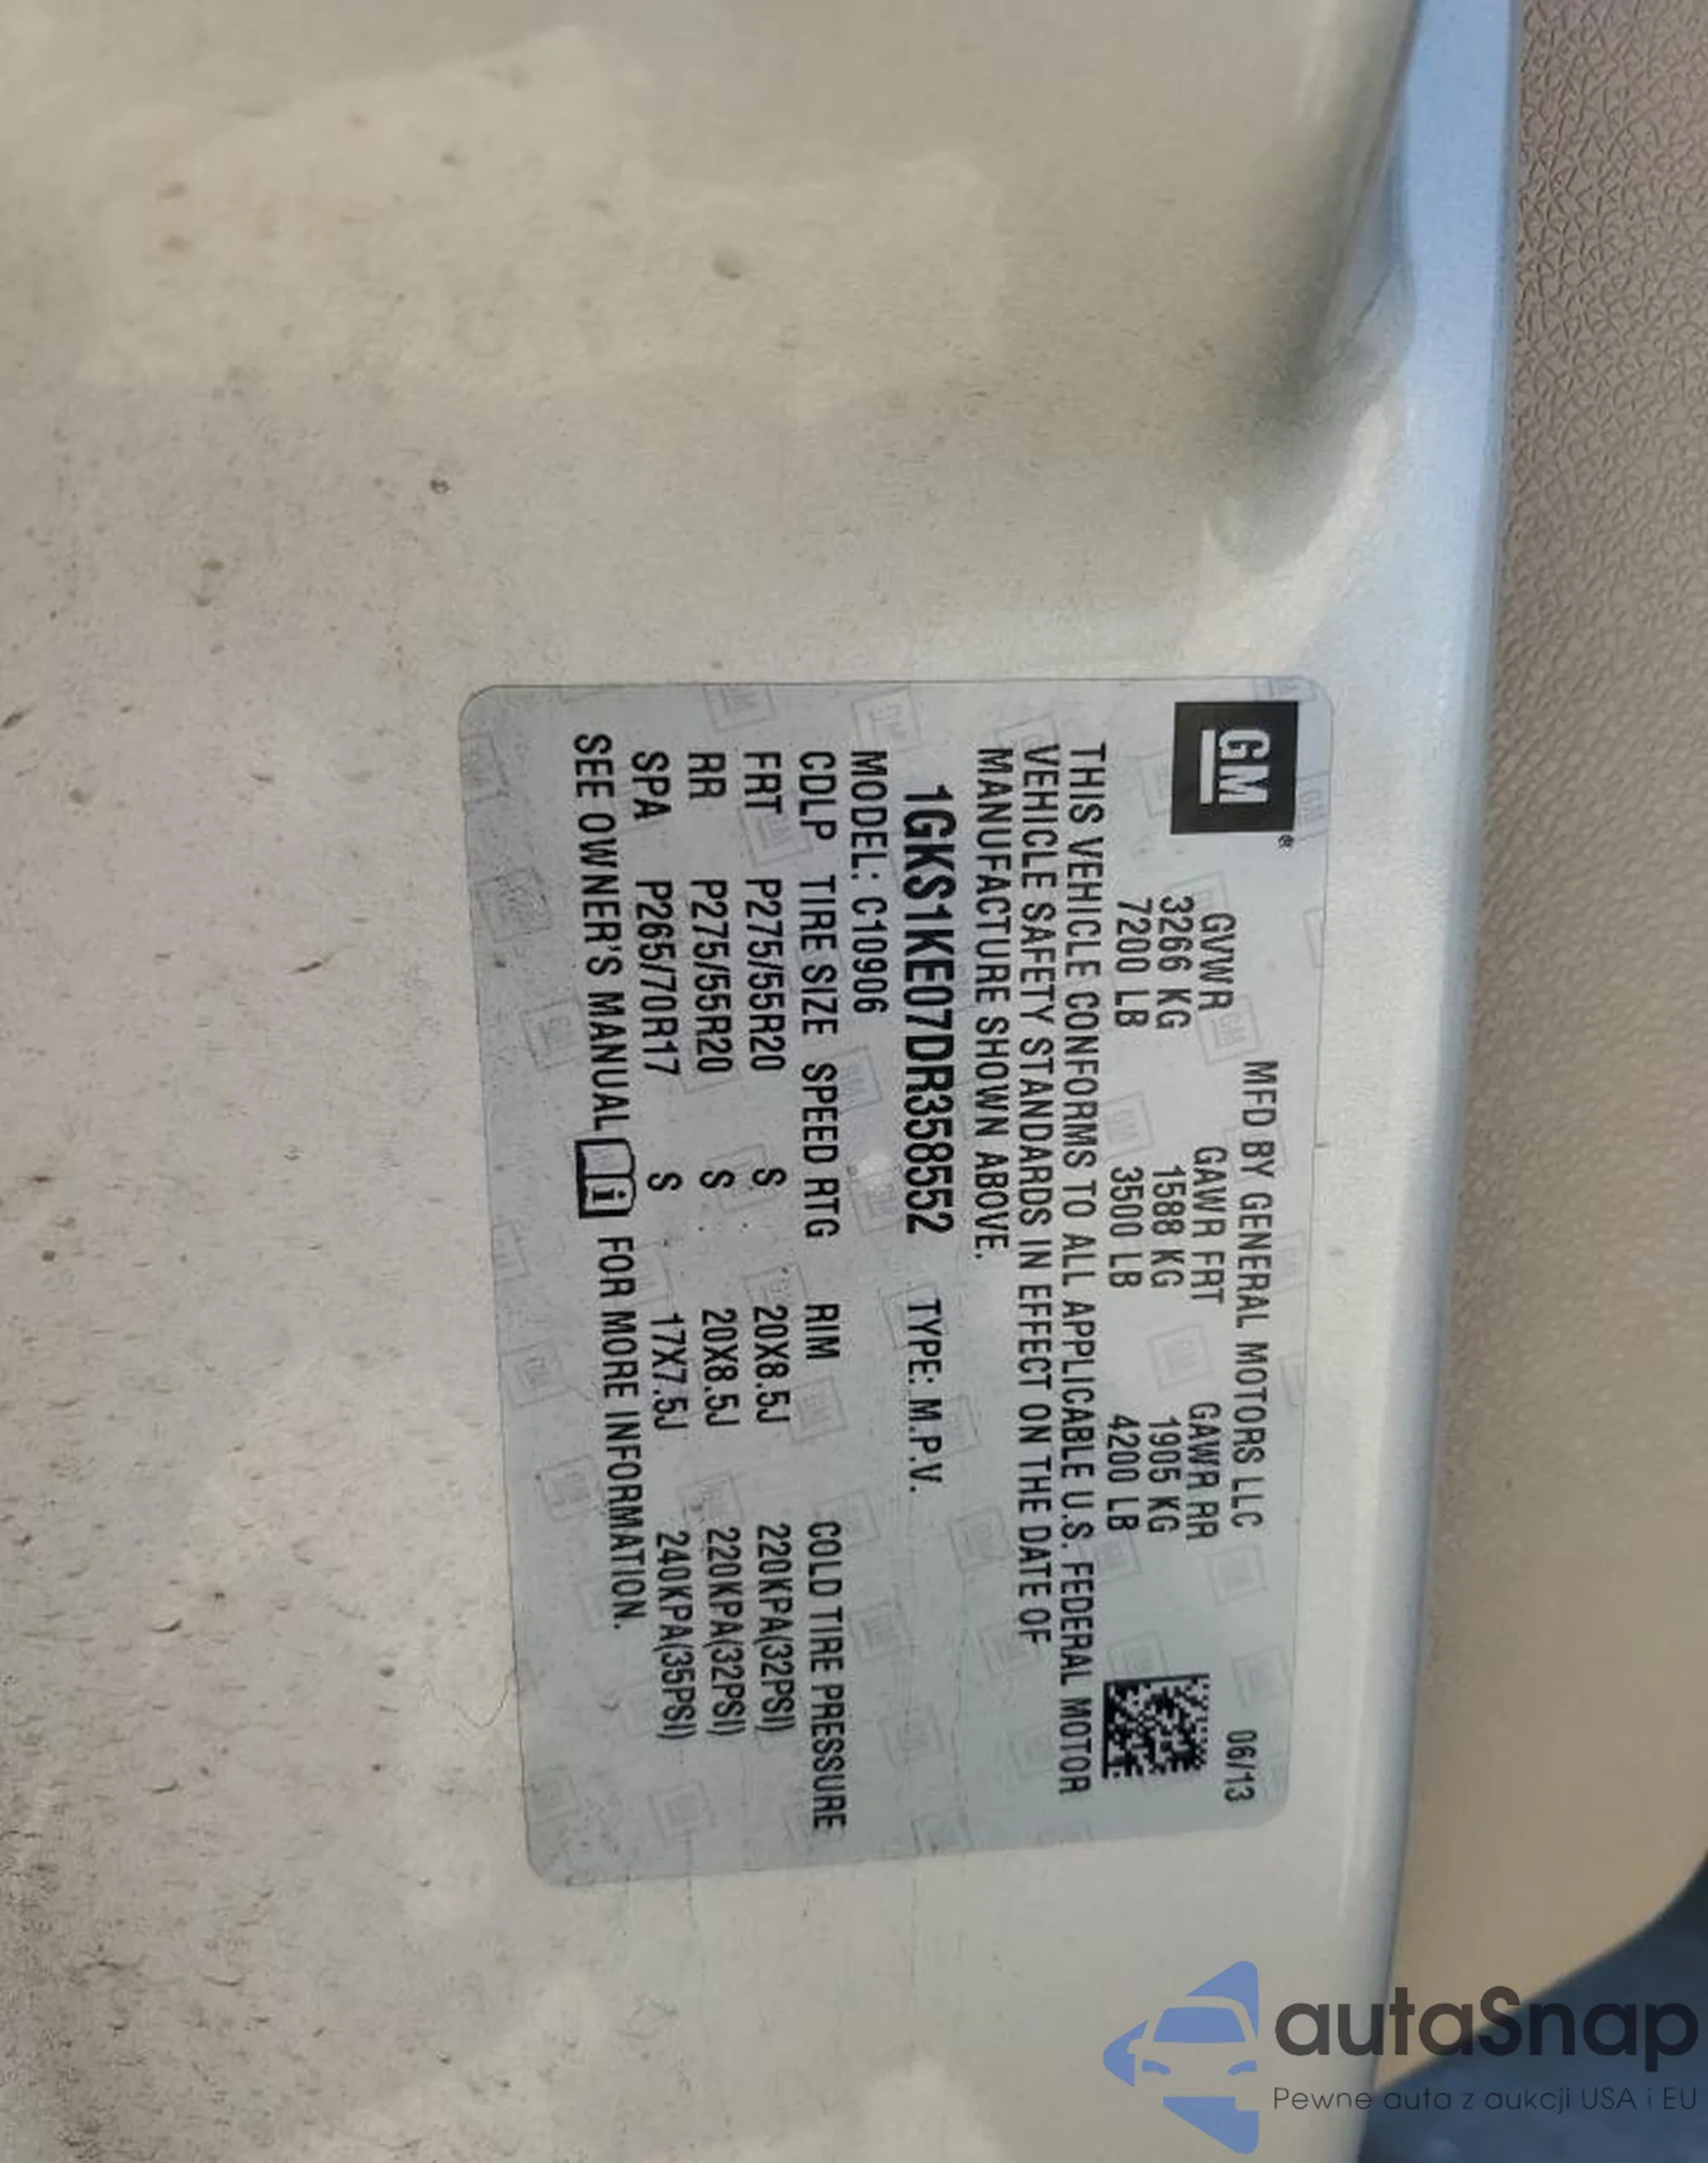 GM®
MFD BY GENERAL MOTORS LLC 06/13
GVWR GAWR FRT GAWR RR
3266 KG 1588 KG 1905 KG
7200 LB 3500 LB 4200 LB
THIS VEHICLE CONFORMS TO ALL APPLICABLE U.S. FEDERAL MOTOR
VEHICLE SAFETY STANDARDS IN EFFECT ON THE DATE OF
MANUFACTURE SHOWN ABOVE.
1GKS1KE07DR358552 TYPE: M.P.V.
MODEL: C10906
CDLP TIRE SIZE SPEED RTG RIM COLD TIRE PRESSURE
FRT P275/55R20 S 20X8.5J 220KPA(32PSI)
RR P275/55R20 S 20X8.5J 220KPA(32PSI)
SPA P265/70R17 S 17X7.5J 240KPA(35PSI)
SEE OWNER'S MANUAL i FOR MORE INFORMATION.
autaSnap
Pewne auta z aukcji USA i EU